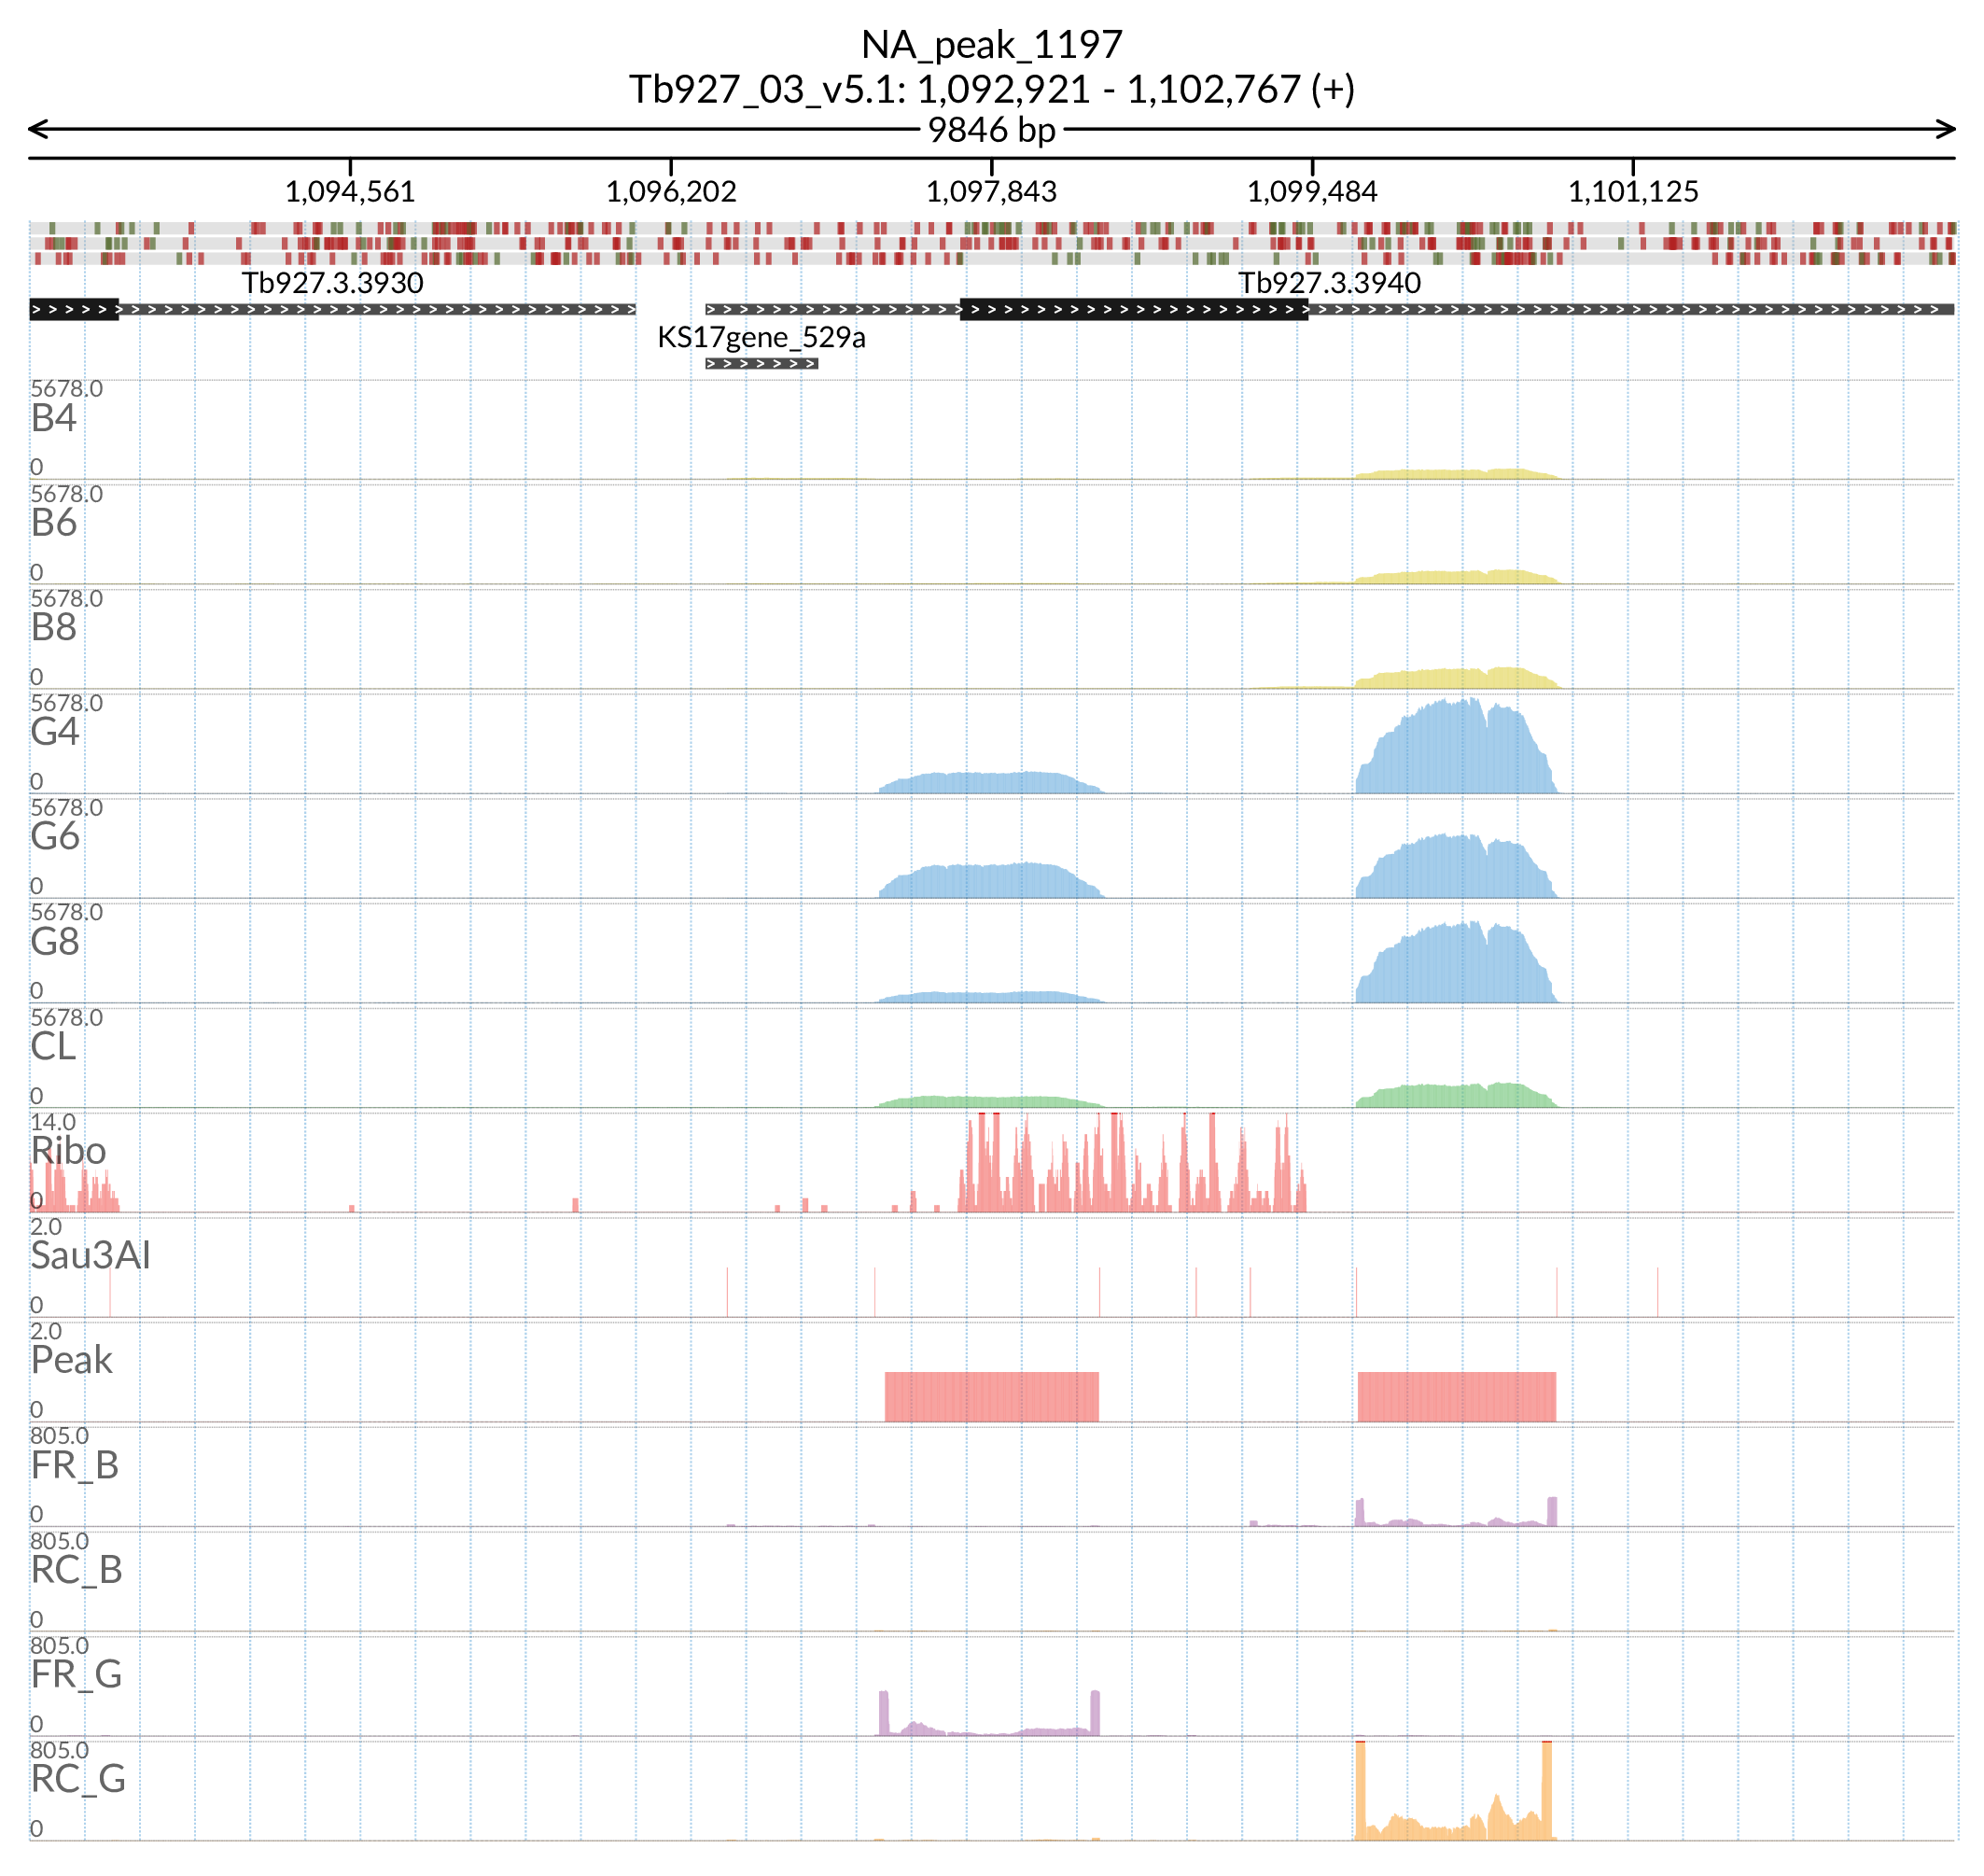 NA_peak_1197
Tb927_03_v5.1: 1,092,921 - 1,102,767 (+)
9846 bp
1,094,561 1,096,202 1,097,843 1,099,484 1,101,125
Tb927.3.3930 Tb927.3.3940
KS17gene_529a
5678.0
B4
0
5678.0
B6
0
5678.0
B8
0
5678.0
G4
0
5678.0
G6
0
5678.0
G8
0
5678.0
CL
0
14.0
Ribo
0
2.0
Sau3AI
0
2.0
Peak
0
805.0
FR_B
0
805.0
RC_B
0
805.0
FR_G
0
805.0
RC_G
0